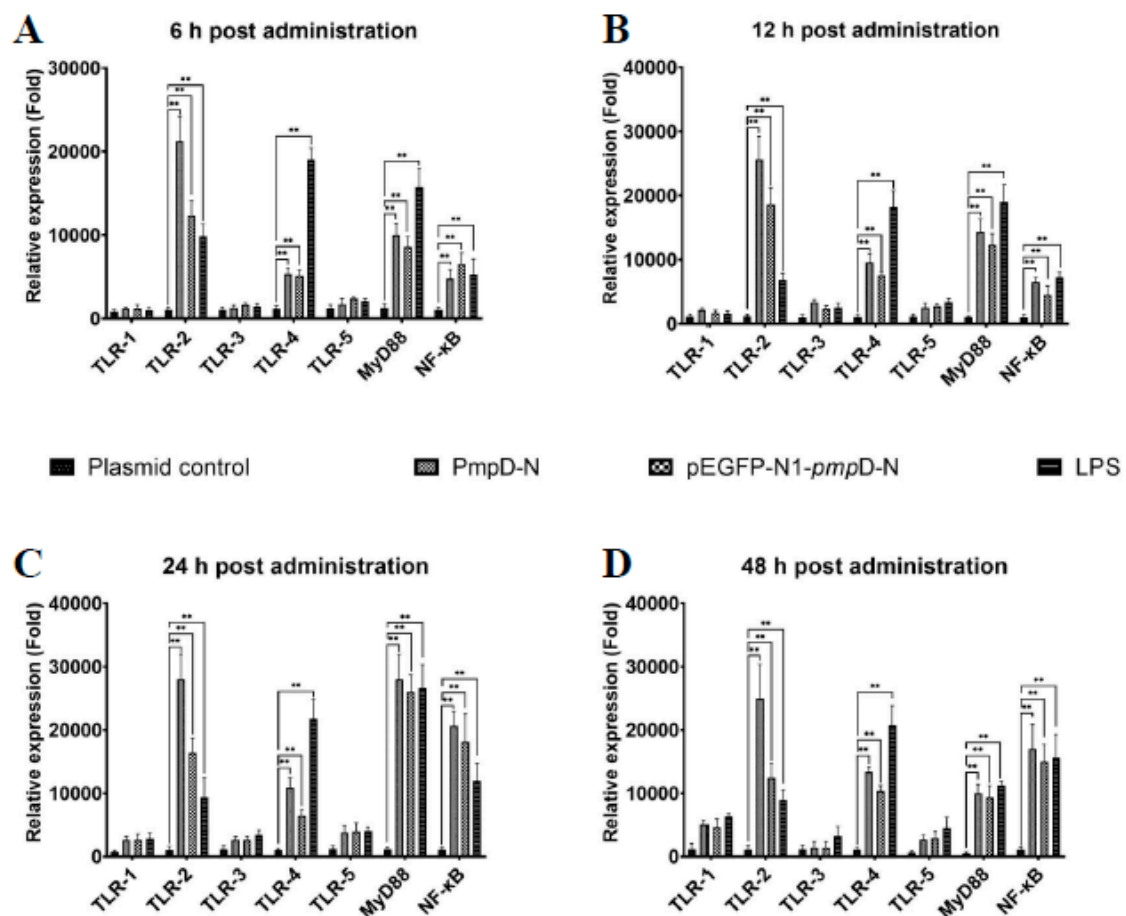 A
6 h post administration
Relative expression (Fold)
30000
20000
10000
0
** ** **
** ** **
** ** **
** ** **
TLR-1 TLR-2 TLR-3 TLR-4 TLR-5 MyD88 NF-κB
B
12 h post administration
Relative expression (Fold)
40000
30000
20000
10000
0
** ** **
** ** **
** ** **
** ** **
TLR-1 TLR-2 TLR-3 TLR-4 TLR-5 MyD88 NF-κB
Plasmid control PmpD-N pEGFP-N1-pmpD-N LPS
C
24 h post administration
Relative expression (Fold)
40000
30000
20000
10000
0
** ** **
** ** **
** ** **
** ** **
TLR-1 TLR-2 TLR-3 TLR-4 TLR-5 MyD88 NF-κB
D
48 h post administration
Relative expression (Fold)
40000
30000
20000
10000
0
** ** **
** ** **
** ** **
** ** **
TLR-1 TLR-2 TLR-3 TLR-4 TLR-5 MyD88 NF-κB